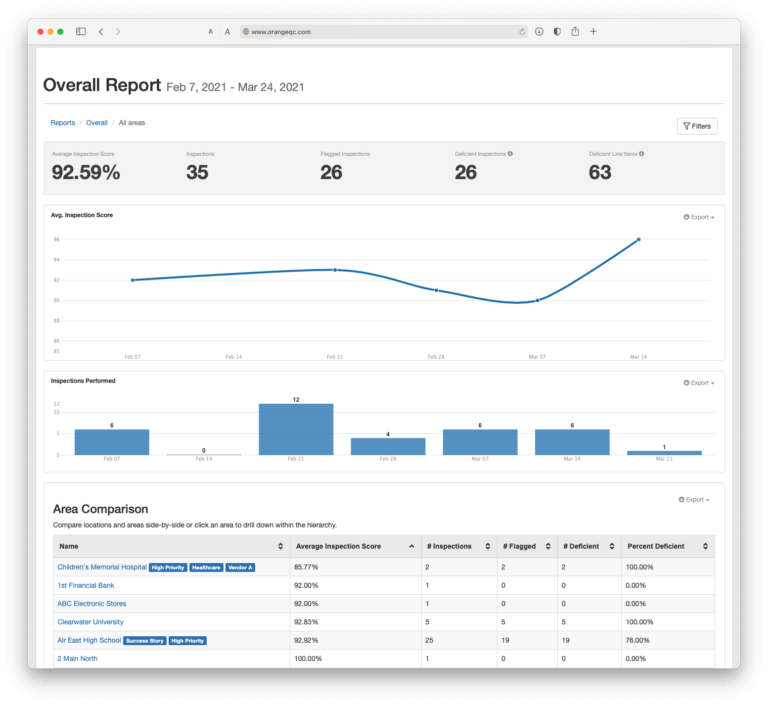 A A www.orangeqc.com
Overall Report Feb 7, 2021 - Mar 24, 2021
Reports / Overall / All areas
Filters
Average Inspection Score Inspections Flagged Inspections Deficient Inspections Deficient Line Items
92.59% 35 26 26 63
Avg. Inspection Score Export
96
94
92
90
88
86
85
Feb 07 Feb 14 Feb 21 Feb 28 Mar 07 Mar 14
Inspections Performed Export
12
10
5
0
6 0 12 4 6 6 1
Feb 07 Feb 14 Feb 21 Feb 28 Mar 07 Mar 14 Mar 21
Export
Area Comparison
Compare locations and areas side-by-side or click an area to drill down within the hierarchy.
Name Average Inspection Score # Inspections # Flagged # Deficient Percent Deficient
Children's Memorial Hospital High Priority Healthcare Vendor A 85.77% 2 2 2 100.00%
1st Financial Bank 92.00% 1 0 0 0.00%
ABC Electronic Stores 92.00% 1 0 0 0.00%
Clearwater University 92.83% 5 5 5 100.00%
Air East High School Success Story High Priority 92.92% 25 19 19 76.00%
2 Main North 100.00% 1 0 0 0.00%